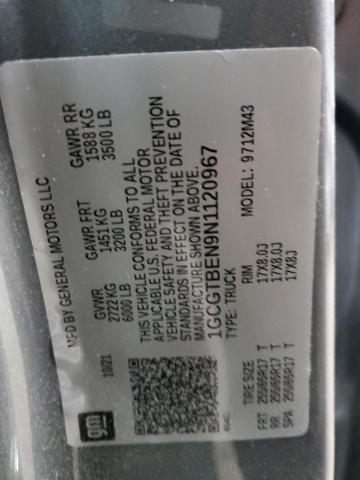 MFD BY GENERAL MOTORS LLC
10/21 GVWR GAWR FRT GAWR RR
2722 KG 1451 KG 1588 KG
6000 LB 3200 LB 3500 LB
THIS VEHICLE CONFORMS TO ALL
APPLICABLE U.S. FEDERAL MOTOR
VEHICLE SAFETY AND THEFT PREVENTION
STANDARDS IN EFFECT ON THE DATE OF
MANUFACTURE SHOWN ABOVE.
1GCGTBEN9N1120967
TYPE: TRUCK MODEL: 9712M43
TIRE SIZE RIM
FRT 255/65R17 T 17X8.0J
RR 255/65R17 T 17X8.0J
SPA 255/65R17 T 17X8J
gm